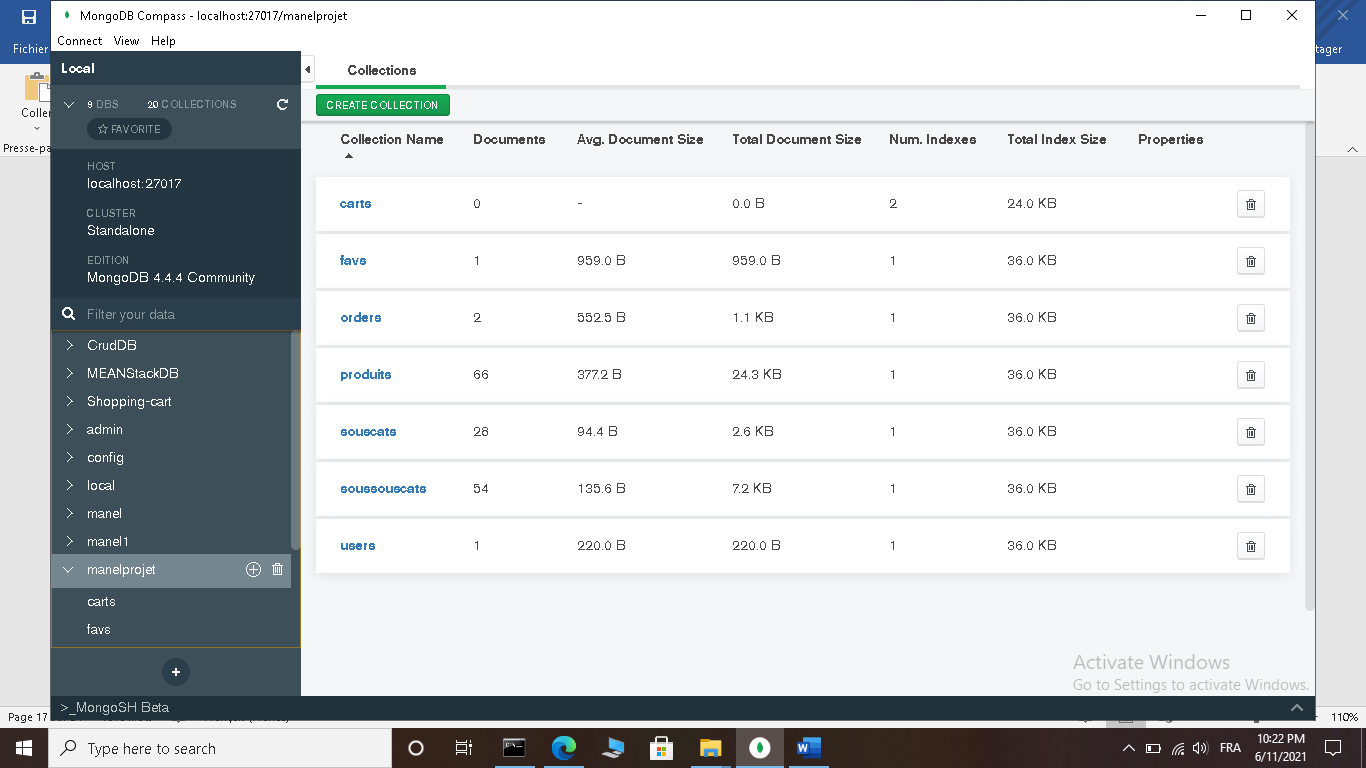 MongoDB Compass - localhost:27017/manelprojet
Connect View Help
Fichier
tager
Local
Collections
9 DBS 20 COLLECTIONS
FAVORITE
CREATE COLLECTION
Coller
Presse-pa
HOST
localhost:27017
CLUSTER
Standalone
EDITION
MongoDB 4.4.4 Community
Filter your data
CrudDB
MEANStackDB
Shopping-cart
admin
config
local
manel
manel1
manelprojet
carts
favs
Collection Name Documents Avg. Document Size Total Document Size Num. Indexes Total Index Size Properties
carts 0 - 0.0 B 2 24.0 KB
favs 1 959.0 B 959.0 B 1 36.0 KB
orders 2 552.5 B 1.1 KB 1 36.0 KB
produits 66 377.2 B 24.3 KB 1 36.0 KB
souscats 28 94.4 B 2.6 KB 1 36.0 KB
soussouscats 54 135.6 B 7.2 KB 1 36.0 KB
users 1 220.0 B 220.0 B 1 36.0 KB
Activate Windows
Go to Settings to activate Windows.
>_MongoSH Beta
Page 17
110%
Type here to search
FRA
10:22 PM
6/11/2021